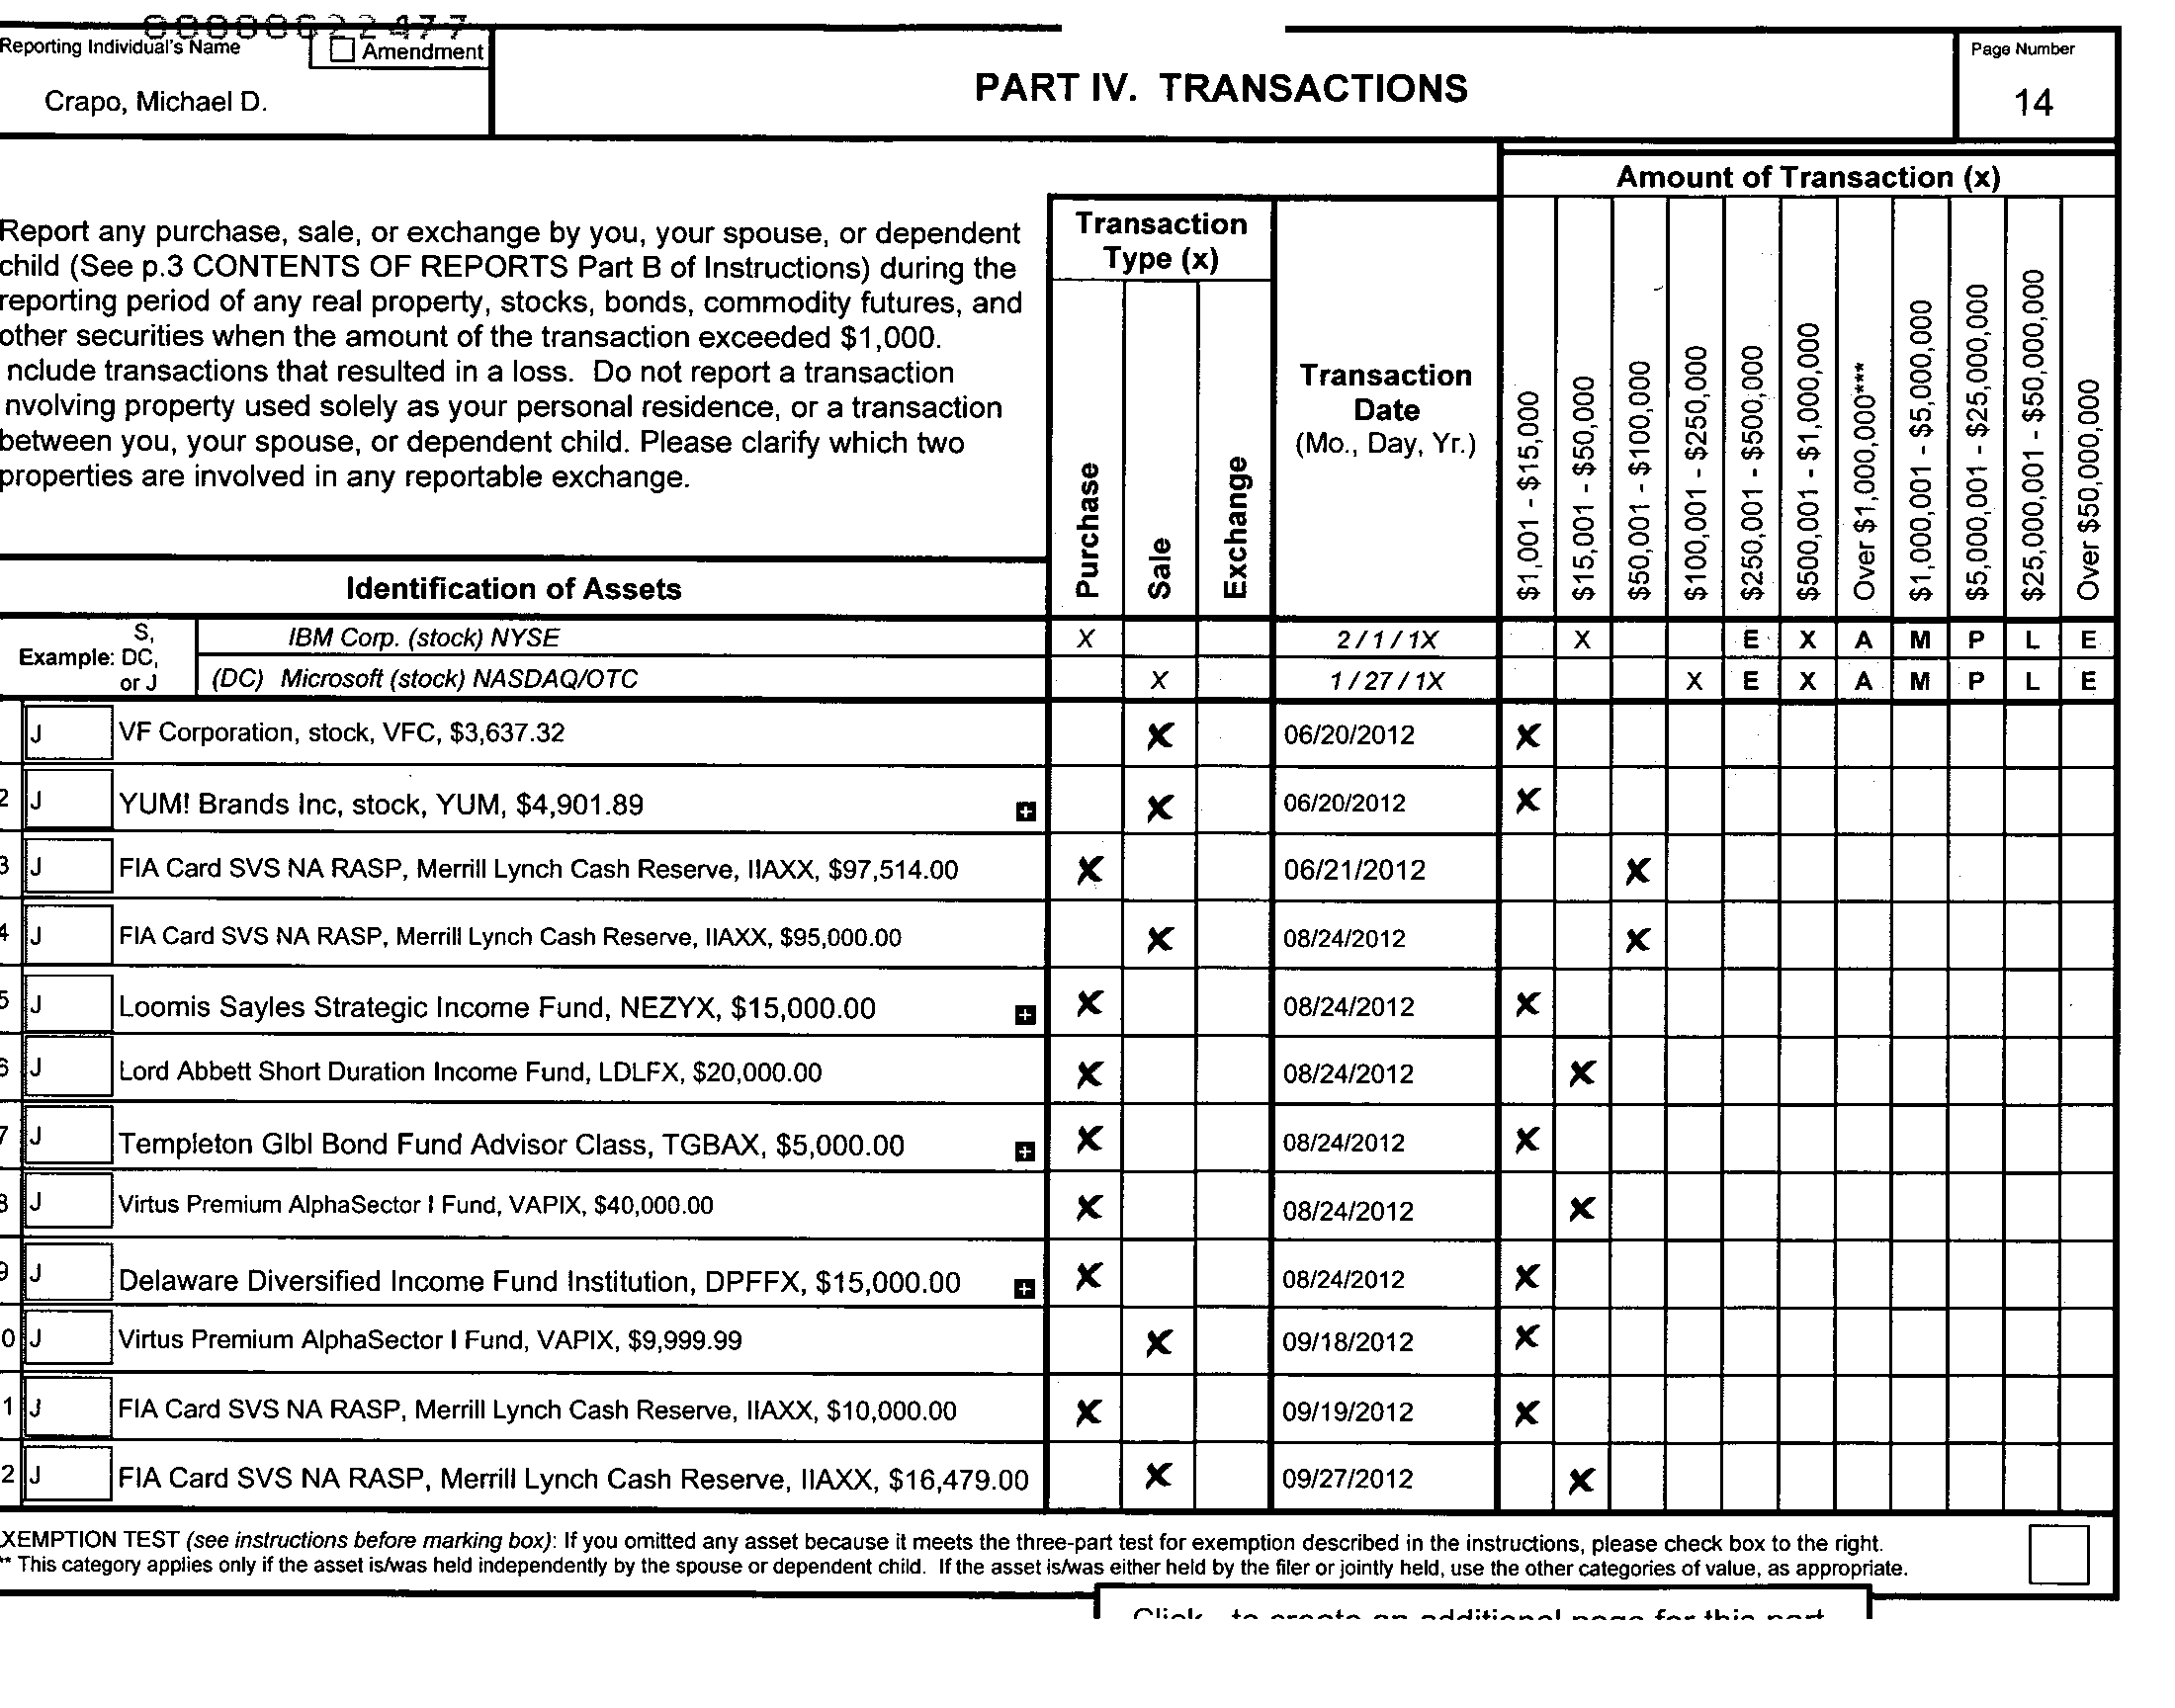 00000622477
Reporting Individual's Name
Amendment
Crapo, Michael D.
PART IV. TRANSACTIONS
Page Number
14
Amount of Transaction (x)
Report any purchase, sale, or exchange by you, your spouse, or dependent
child (See p.3 CONTENTS OF REPORTS Part B of Instructions) during the
reporting period of any real property, stocks, bonds, commodity futures, and
other securities when the amount of the transaction exceeded $1,000.
nclude transactions that resulted in a loss. Do not report a transaction
nvolving property used solely as your personal residence, or a transaction
between you, your spouse, or dependent child. Please clarify which two
properties are involved in any reportable exchange.
Transaction
Type (x)
Purchase
Sale
Exchange
Transaction
Date
(Mo., Day, Yr.)
$1,001 - $15,000
$15,001 - $50,000
$50,001 - $100,000
$100,001 - $250,000
$250,001 - $500,000
$500,001 - $1,000,000
Over $1,000,000***
$1,000,001 - $5,000,000
$5,000,001 - $25,000,000
$25,000,001 - $50,000,000
Over $50,000,000
Identification of Assets
Example: S, DC, or J
IBM Corp. (stock) NYSE X 2 / 1 / 1X X E X A M P L E
(DC) Microsoft (stock) NASDAQ/OTC X 1 / 27 / 1X X E X A M P L E
J VF Corporation, stock, VFC, $3,637.32 X 06/20/2012 X
2 J YUM! Brands Inc, stock, YUM, $4,901.89 + X 06/20/2012 X
3 J FIA Card SVS NA RASP, Merrill Lynch Cash Reserve, IIAXX, $97,514.00 X 06/21/2012 X
4 J FIA Card SVS NA RASP, Merrill Lynch Cash Reserve, IIAXX, $95,000.00 X 08/24/2012 X
5 J Loomis Sayles Strategic Income Fund, NEZYX, $15,000.00 + X 08/24/2012 X
6 J Lord Abbett Short Duration Income Fund, LDLFX, $20,000.00 X 08/24/2012 X
7 J Templeton Glbl Bond Fund Advisor Class, TGBAX, $5,000.00 + X 08/24/2012 X
8 J Virtus Premium AlphaSector I Fund, VAPIX, $40,000.00 X 08/24/2012 X
9 J Delaware Diversified Income Fund Institution, DPFFX, $15,000.00 + X 08/24/2012 X
0 J Virtus Premium AlphaSector I Fund, VAPIX, $9,999.99 X 09/18/2012 X
1 J FIA Card SVS NA RASP, Merrill Lynch Cash Reserve, IIAXX, $10,000.00 X 09/19/2012 X
2 J FIA Card SVS NA RASP, Merrill Lynch Cash Reserve, IIAXX, $16,479.00 X 09/27/2012 X
XEMPTION TEST (see instructions before marking box): If you omitted any asset because it meets the three-part test for exemption described in the instructions, please check box to the right.
** This category applies only if the asset is/was held independently by the spouse or dependent child. If the asset is/was either held by the filer or jointly held, use the other categories of value, as appropriate.
Click to create an additional page for this part